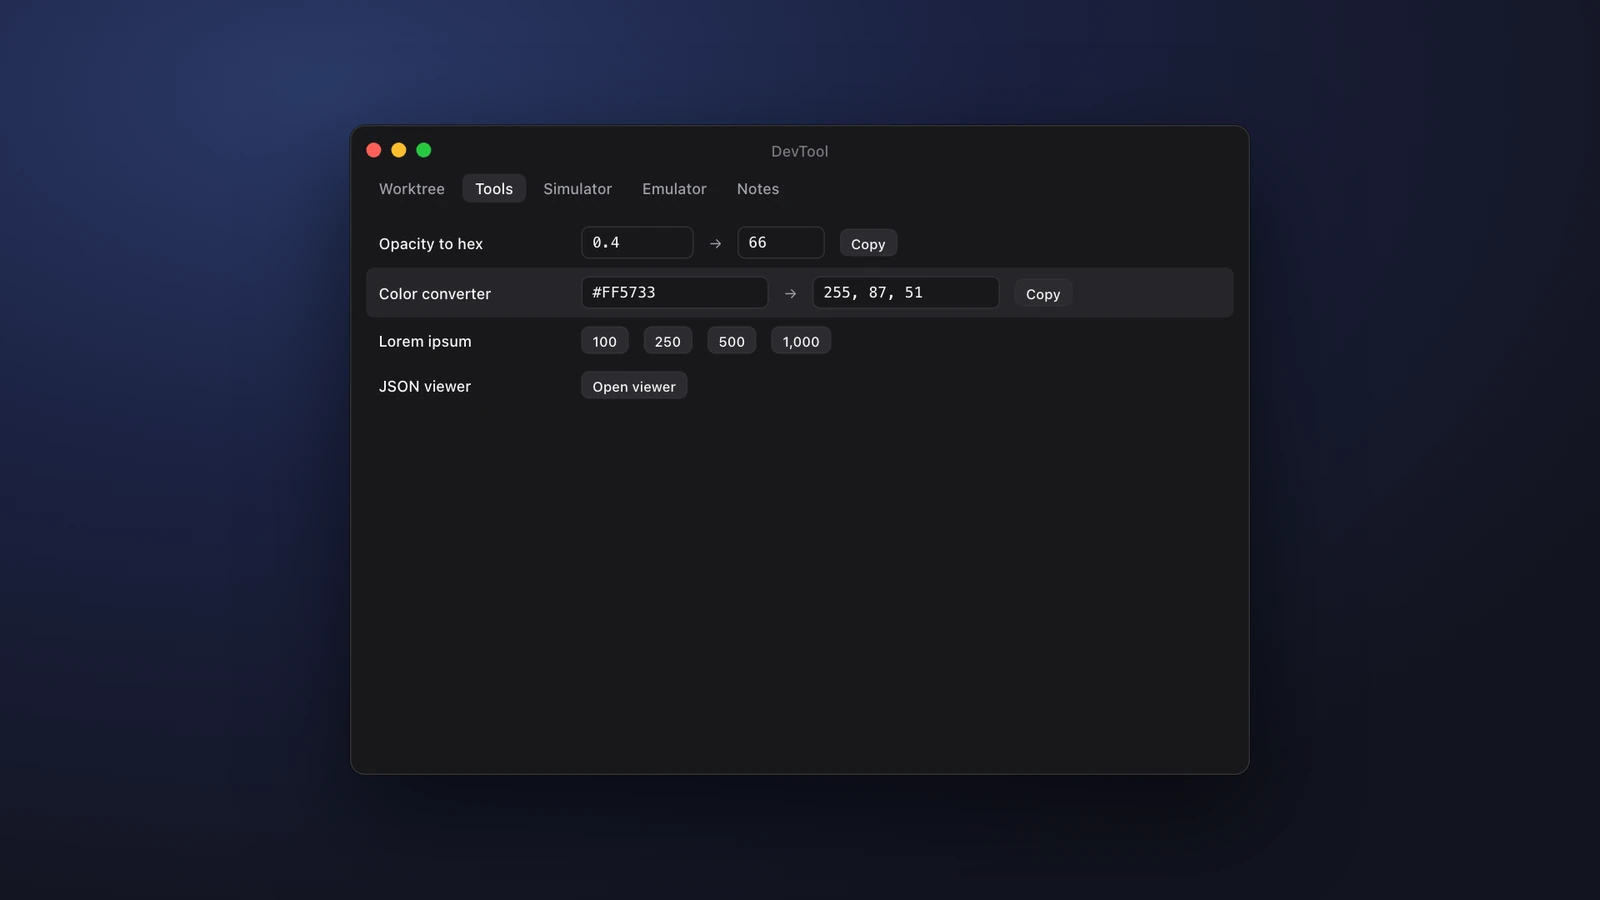 DevTool
Worktree Tools Simulator Emulator Notes
Opacity to hex 0.4 → 66 Copy
Color converter #FF5733 → 255, 87, 51 Copy
Lorem ipsum 100 250 500 1,000
JSON viewer Open viewer